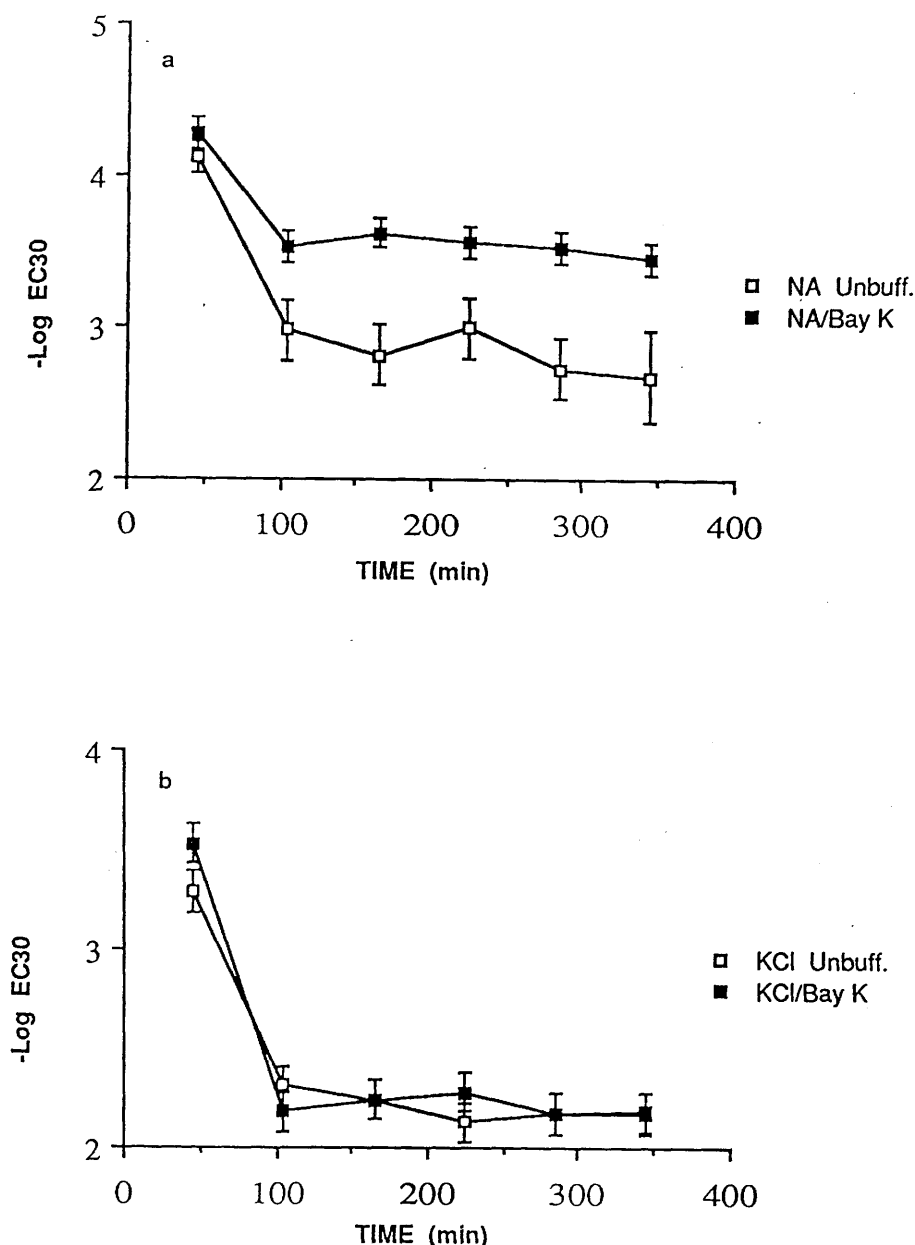 5
a
4
3
2
-Log EC30
NA Unbuff.
NA/Bay K
0 100 200 300 400
TIME (min)
4
b
3
2
-Log EC30
KCl Unbuff.
KCl/Bay K
0 100 200 300 400
TIME (min)